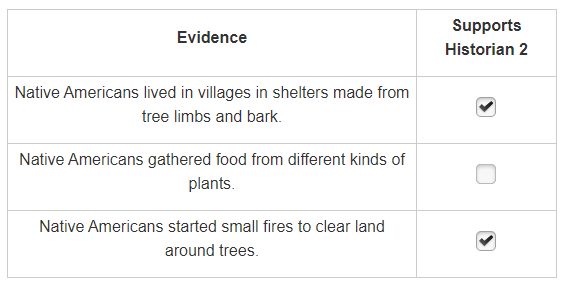 Evidence
Supports
Historian 2
Native Americans lived in villages in shelters made from
tree limbs and bark.
Native Americans gathered food from different kinds of
plants.
Native Americans started small fires to clear land
around trees.